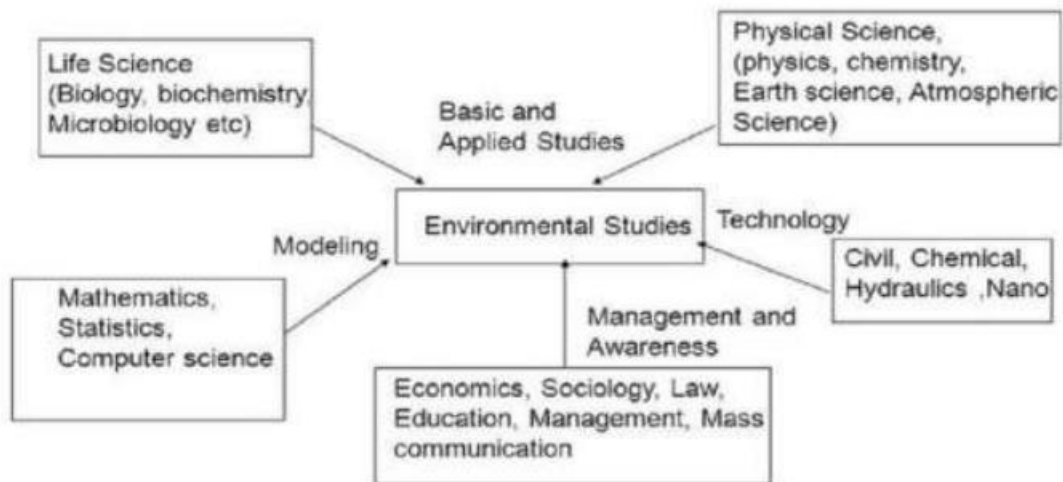 Life Science
(Biology, biochemistry,
Microbiology etc)
Physical Science,
(physics, chemistry,
Earth science, Atmospheric
Science)
Basic and
Applied Studies
Environmental Studies
Technology
Modeling
Civil, Chemical,
Hydraulics ,Nano
Mathematics,
Statistics,
Computer science
Management and
Awareness
Economics, Sociology, Law,
Education, Management, Mass
communication